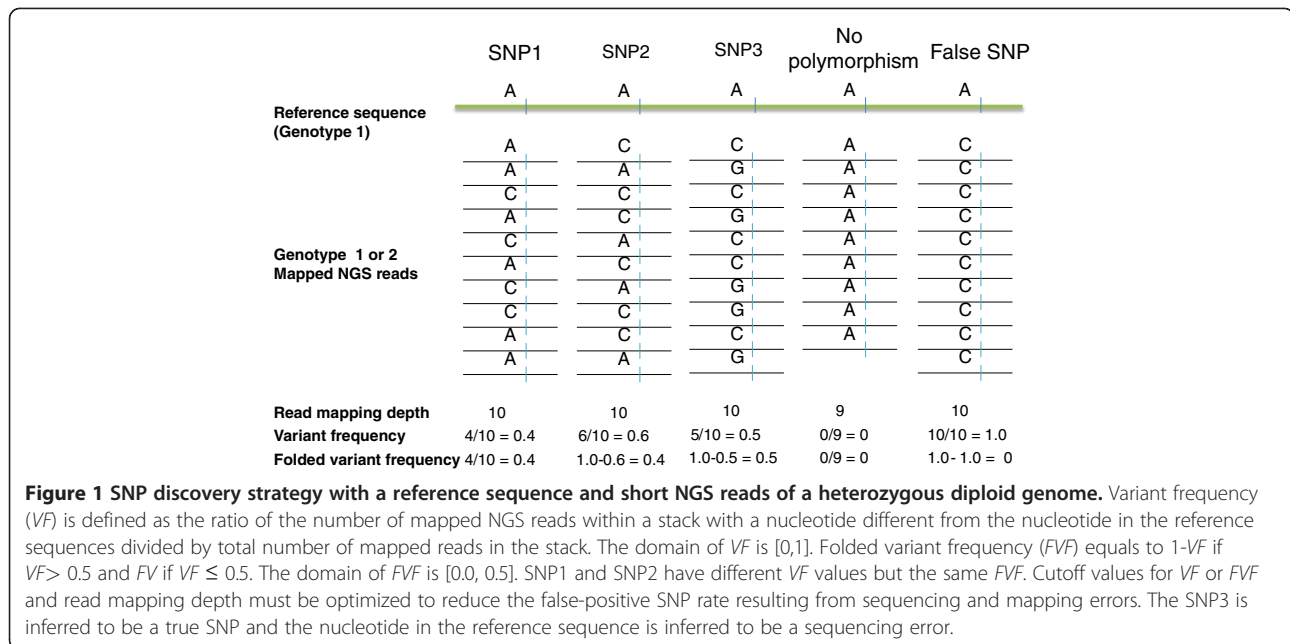 SNP1 SNP2 SNP3 No polymorphism False SNP
A A A A A
Reference sequence
(Genotype 1)
A C C A C
A A G A C
C C C A C
A C G A C
C A C A C
A C C A C
C A G A C
C C G A C
A C C A C
A A G C
Genotype 1 or 2
Mapped NGS reads
Read mapping depth 10 10 10 9 10
Variant frequency 4/10 = 0.4 6/10 = 0.6 5/10 = 0.5 0/9 = 0 10/10 = 1.0
Folded variant frequency 4/10 = 0.4 1.0-0.6 = 0.4 1.0-0.5 = 0.5 0/9 = 0 1.0- 1.0 = 0
Figure 1 SNP discovery strategy with a reference sequence and short NGS reads of a heterozygous diploid genome. Variant frequency
(VF) is defined as the ratio of the number of mapped NGS reads within a stack with a nucleotide different from the nucleotide in the reference
sequences divided by total number of mapped reads in the stack. The domain of VF is [0,1]. Folded variant frequency (FVF) equals to 1-VF if
VF> 0.5 and FV if VF ≤ 0.5. The domain of FVF is [0.0, 0.5]. SNP1 and SNP2 have different VF values but the same FVF. Cutoff values for VF or FVF
and read mapping depth must be optimized to reduce the false-positive SNP rate resulting from sequencing and mapping errors. The SNP3 is
inferred to be a true SNP and the nucleotide in the reference sequence is inferred to be a sequencing error.